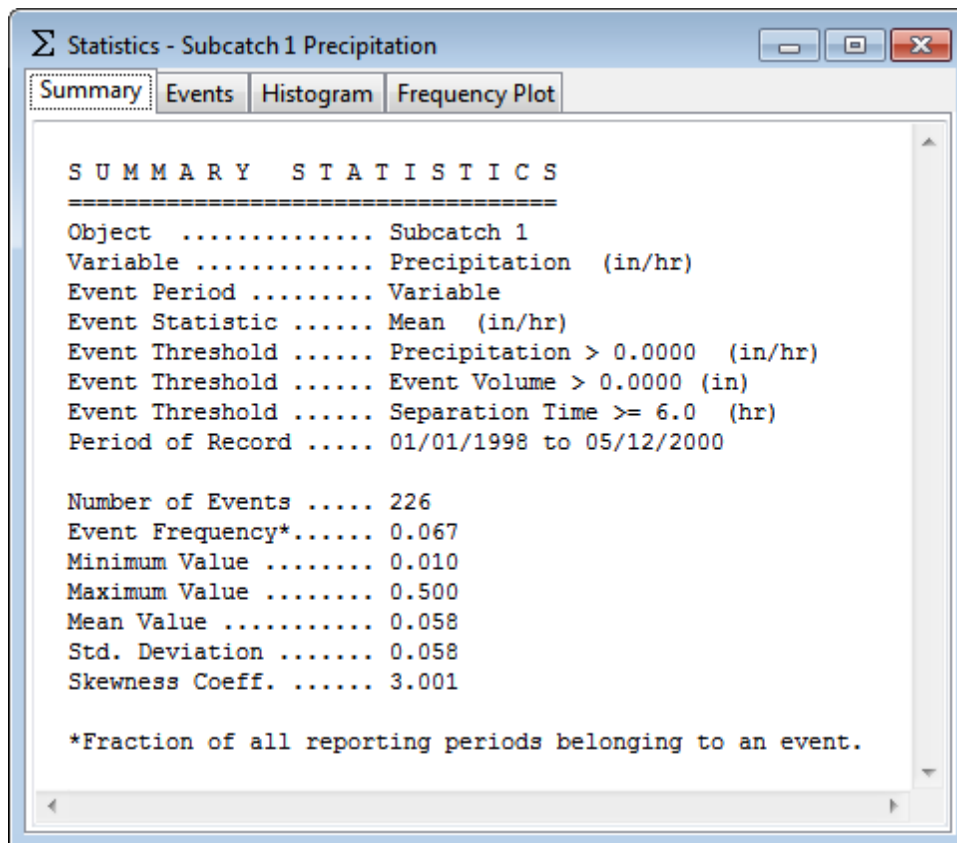 Σ Statistics - Subcatch 1 Precipitation
Summary Events Histogram Frequency Plot
S U M M A R Y   S T A T I S T I C S
===================================
Object .............. Subcatch 1
Variable ............. Precipitation (in/hr)
Event Period ......... Variable
Event Statistic ...... Mean (in/hr)
Event Threshold ...... Precipitation > 0.0000 (in/hr)
Event Threshold ...... Event Volume > 0.0000 (in)
Event Threshold ...... Separation Time >= 6.0 (hr)
Period of Record ..... 01/01/1998 to 05/12/2000
Number of Events ..... 226
Event Frequency*...... 0.067
Minimum Value ........ 0.010
Maximum Value ........ 0.500
Mean Value ........... 0.058
Std. Deviation ....... 0.058
Skewness Coeff. ...... 3.001
*Fraction of all reporting periods belonging to an event.